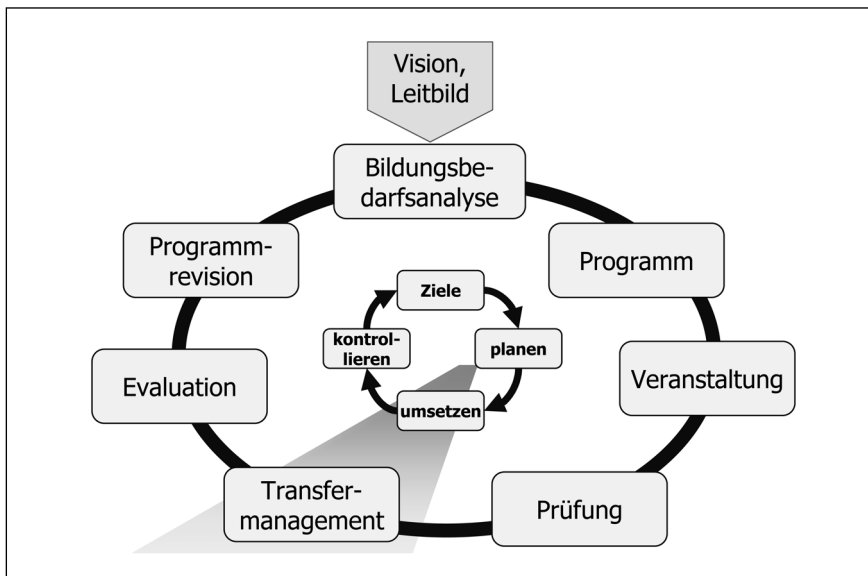 Vision,
Leitbild
Bildungsbe-
darfsanalyse
Programm-
revision
Programm
Ziele
kontrol-
lieren
planen
Evaluation
Veranstaltung
umsetzen
Transfer-
management
Prüfung